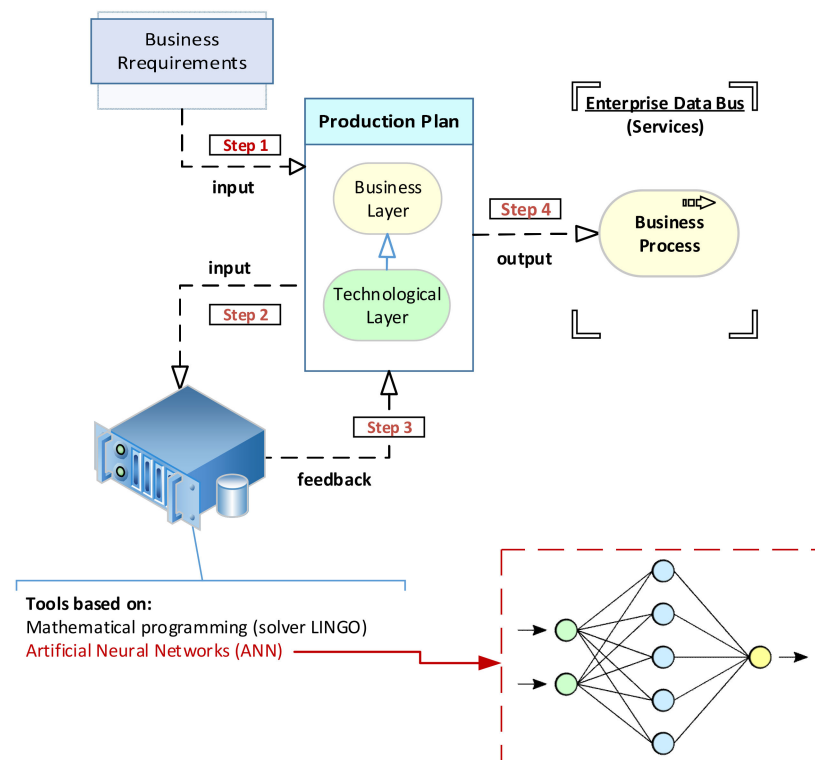 Business
Rrequirements
Step 1
input
Production Plan
Business
Layer
Technological
Layer
Enterprise Data Bus
(Services)
Step 4
output
Business
Process
input
Step 2
Step 3
feedback
Tools based on:
Mathematical programming (solver LINGO)
Artificial Neural Networks (ANN)